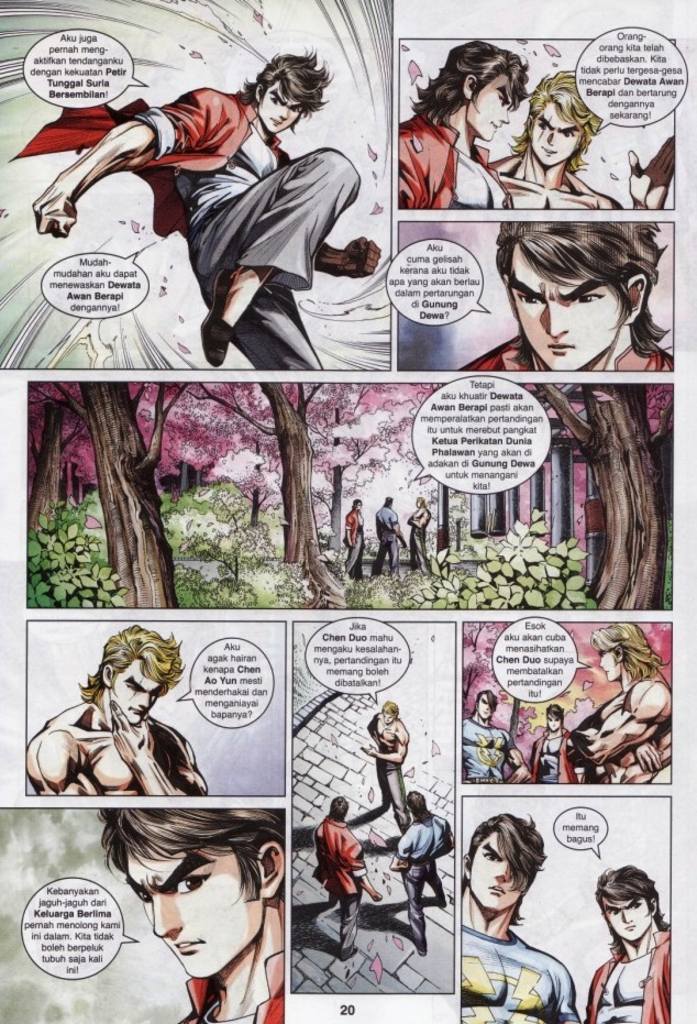 Aku juga
pernah meng-
aktifkan tendanganku
dengan kekuatan Petir
Tunggal Suria
Bersembilan!
Mudah-
mudahan aku dapat
menewaskan Dewata
Awan Berapi
dengannya!
Orang-
orang kita telah
dibebaskan. Kita
tidak perlu tergesa-gesa
mencabar Dewata Awan
Berapi dan bertarung
dengannya
sekarang!
Aku
cuma gelisah
kerana aku tidak
apa yang akan berlau
dalam pertarungan
di Gunung
Dewa?
Tetapi
aku khuatir Dewata
Awan Berapi pasti akan
memperalatkan pertandingan
itu untuk merebut pangkat
Ketua Perikatan Dunia
Phalawan yang akan di
adakan di Gunung Dewa
untuk menangani
kita!
Aku
agak hairan
kenapa Chen
Ao Yun mesti
menderhakai dan
menganiayai
bapanya?
Jika
Chen Duo mahu
mengaku kesalahan-
nya, pertandingan itu
memang boleh
dibatalkan!
Esok
aku akan cuba
menasihatkan
Chen Duo supaya
membatalkan
pertandingan
itu!
Kebanyakan
jaguh-jaguh dari
Keluarga Berlima
pernah menolong kami
ini dalam. Kita tidak
boleh berpeluk
tubuh saja kali
ini!
Itu
memang
bagus!
20